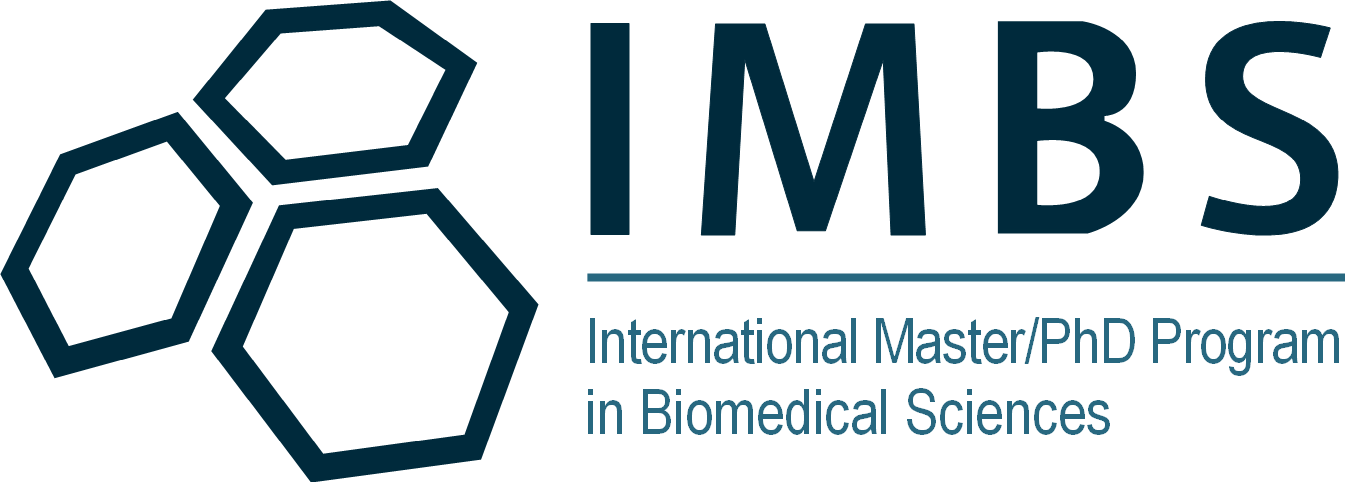 IMBS
International Master/PhD Program
in Biomedical Sciences